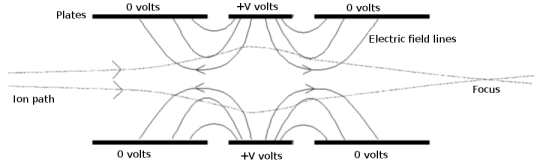 0 volts +V volts 0 volts
Plates
Electric field lines
Ion path
Focus
0 volts +V volts 0 volts